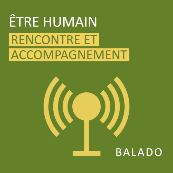 ÊTRE HUMAIN
RENCONTRE ET
ACCOMPAGNEMENT
BALADO